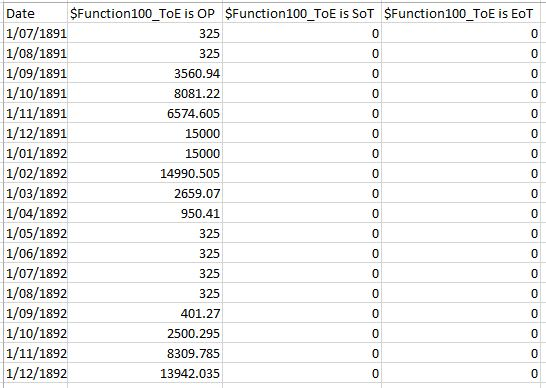 Date $Function100_ToE is OP $Function100_ToE is SoT $Function100_ToE is EoT
1/07/1891 325 0 0
1/08/1891 325 0 0
1/09/1891 3560.94 0 0
1/10/1891 8081.22 0 0
1/11/1891 6574.605 0 0
1/12/1891 15000 0 0
1/01/1892 15000 0 0
1/02/1892 14990.505 0 0
1/03/1892 2659.07 0 0
1/04/1892 950.41 0 0
1/05/1892 325 0 0
1/06/1892 325 0 0
1/07/1892 325 0 0
1/08/1892 325 0 0
1/09/1892 401.27 0 0
1/10/1892 2500.295 0 0
1/11/1892 8309.785 0 0
1/12/1892 13942.035 0 0